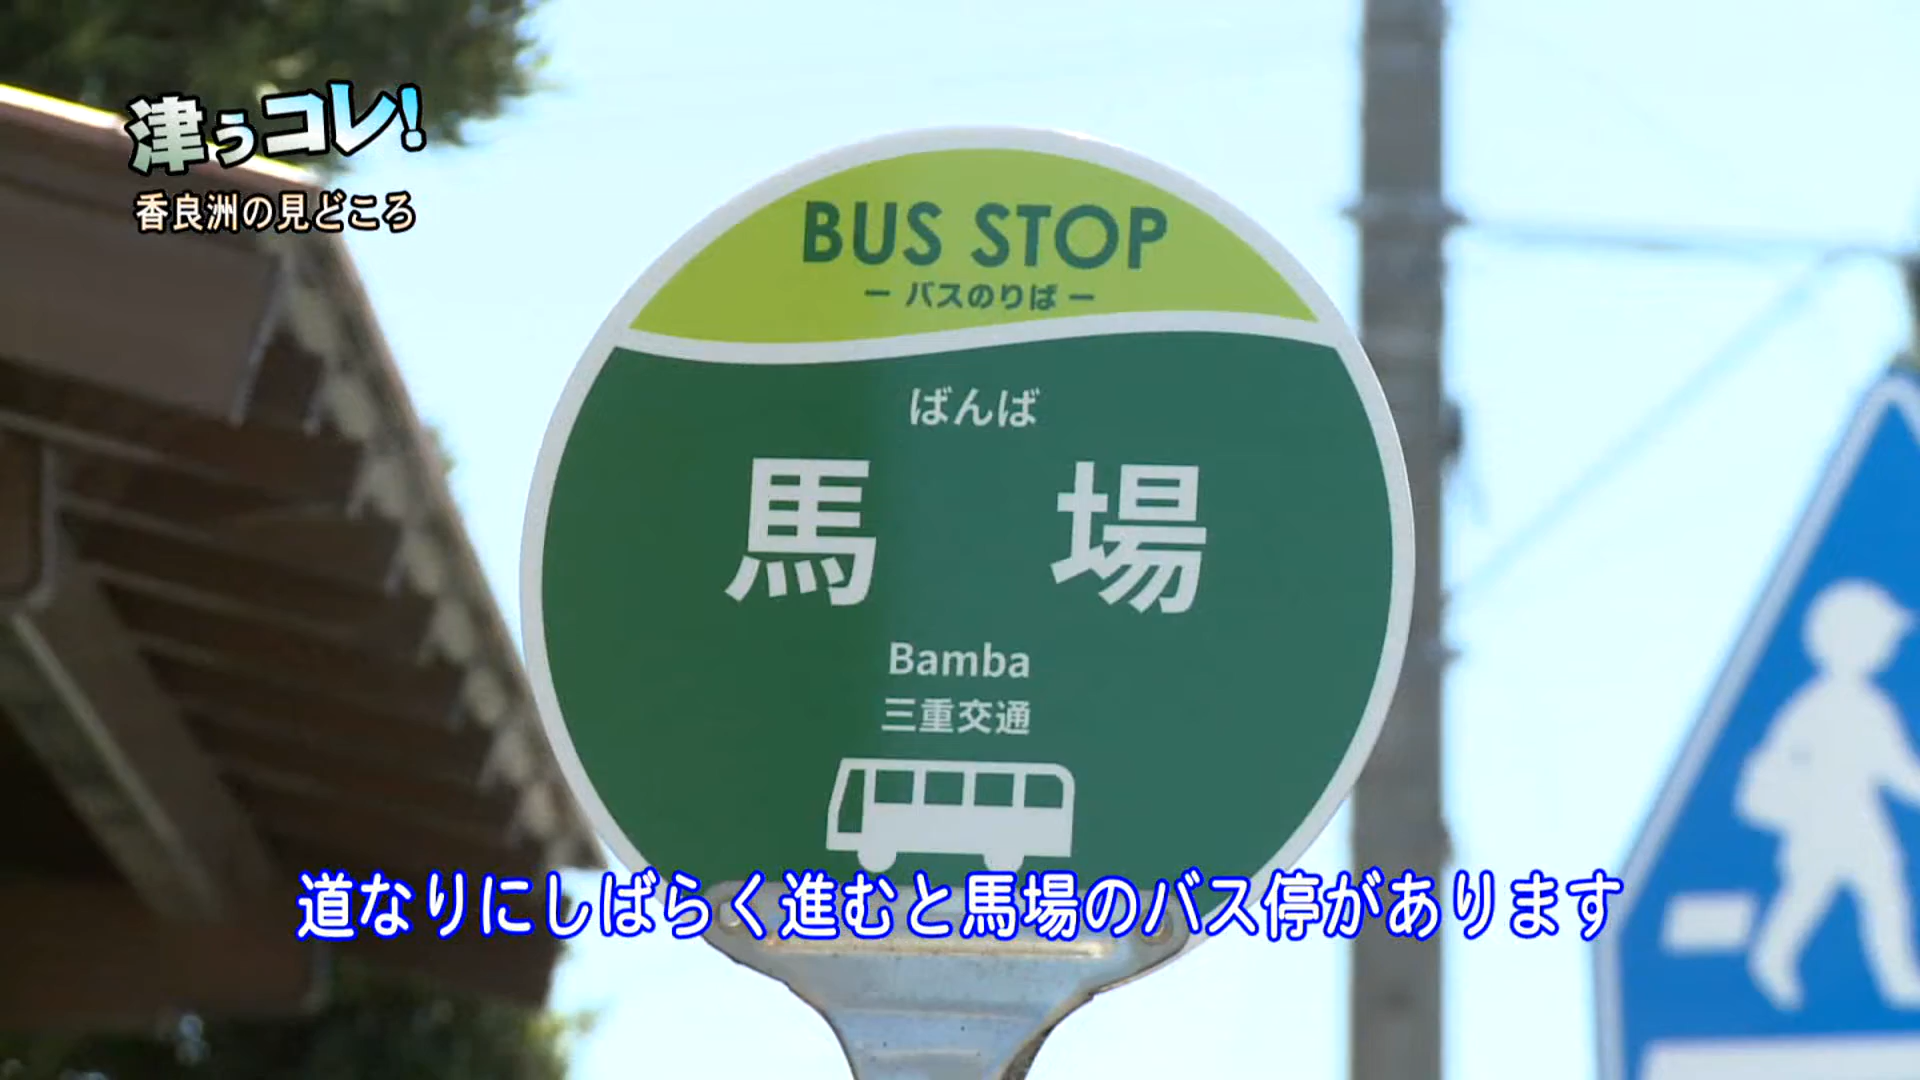 津ぅコレ!
香良洲の見どころ
BUS STOP
ー バスのりば ー
ばんば
馬 場
Bamba
三重交通
道なりにしばらく進むと馬場のバス停があります